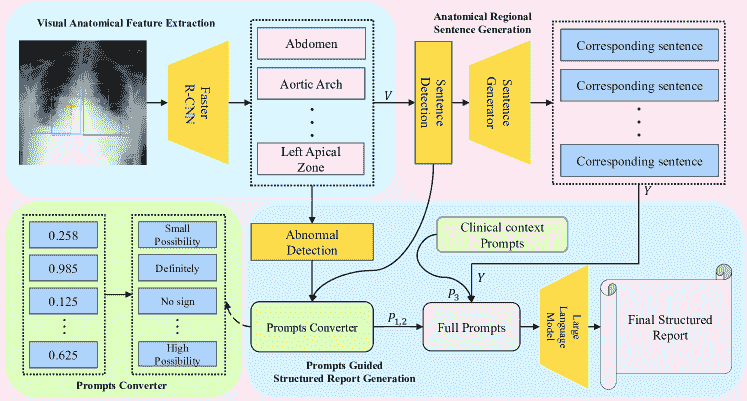 Visual Anatomical Feature Extraction
Faster
R-CNN
Abdomen
Aortic Arch
Left Apical
Zone
V
Anatomical Regional
Sentence Generation
Sentence
Detection
Sentence
Generator
Corresponding sentence
Corresponding sentence
Corresponding sentence
Y
0.258
0.985
0.125
0.625
Small
Possibility
Definitely
No sign
High
Possibility
Prompts Converter
Abnormal
Detection
Prompts Converter
P1,2
Clinical context
Prompts
P3
Y
Full Prompts
Large
Language
Model
Final Structured
Report
Prompts Guided
Structured Report Generation